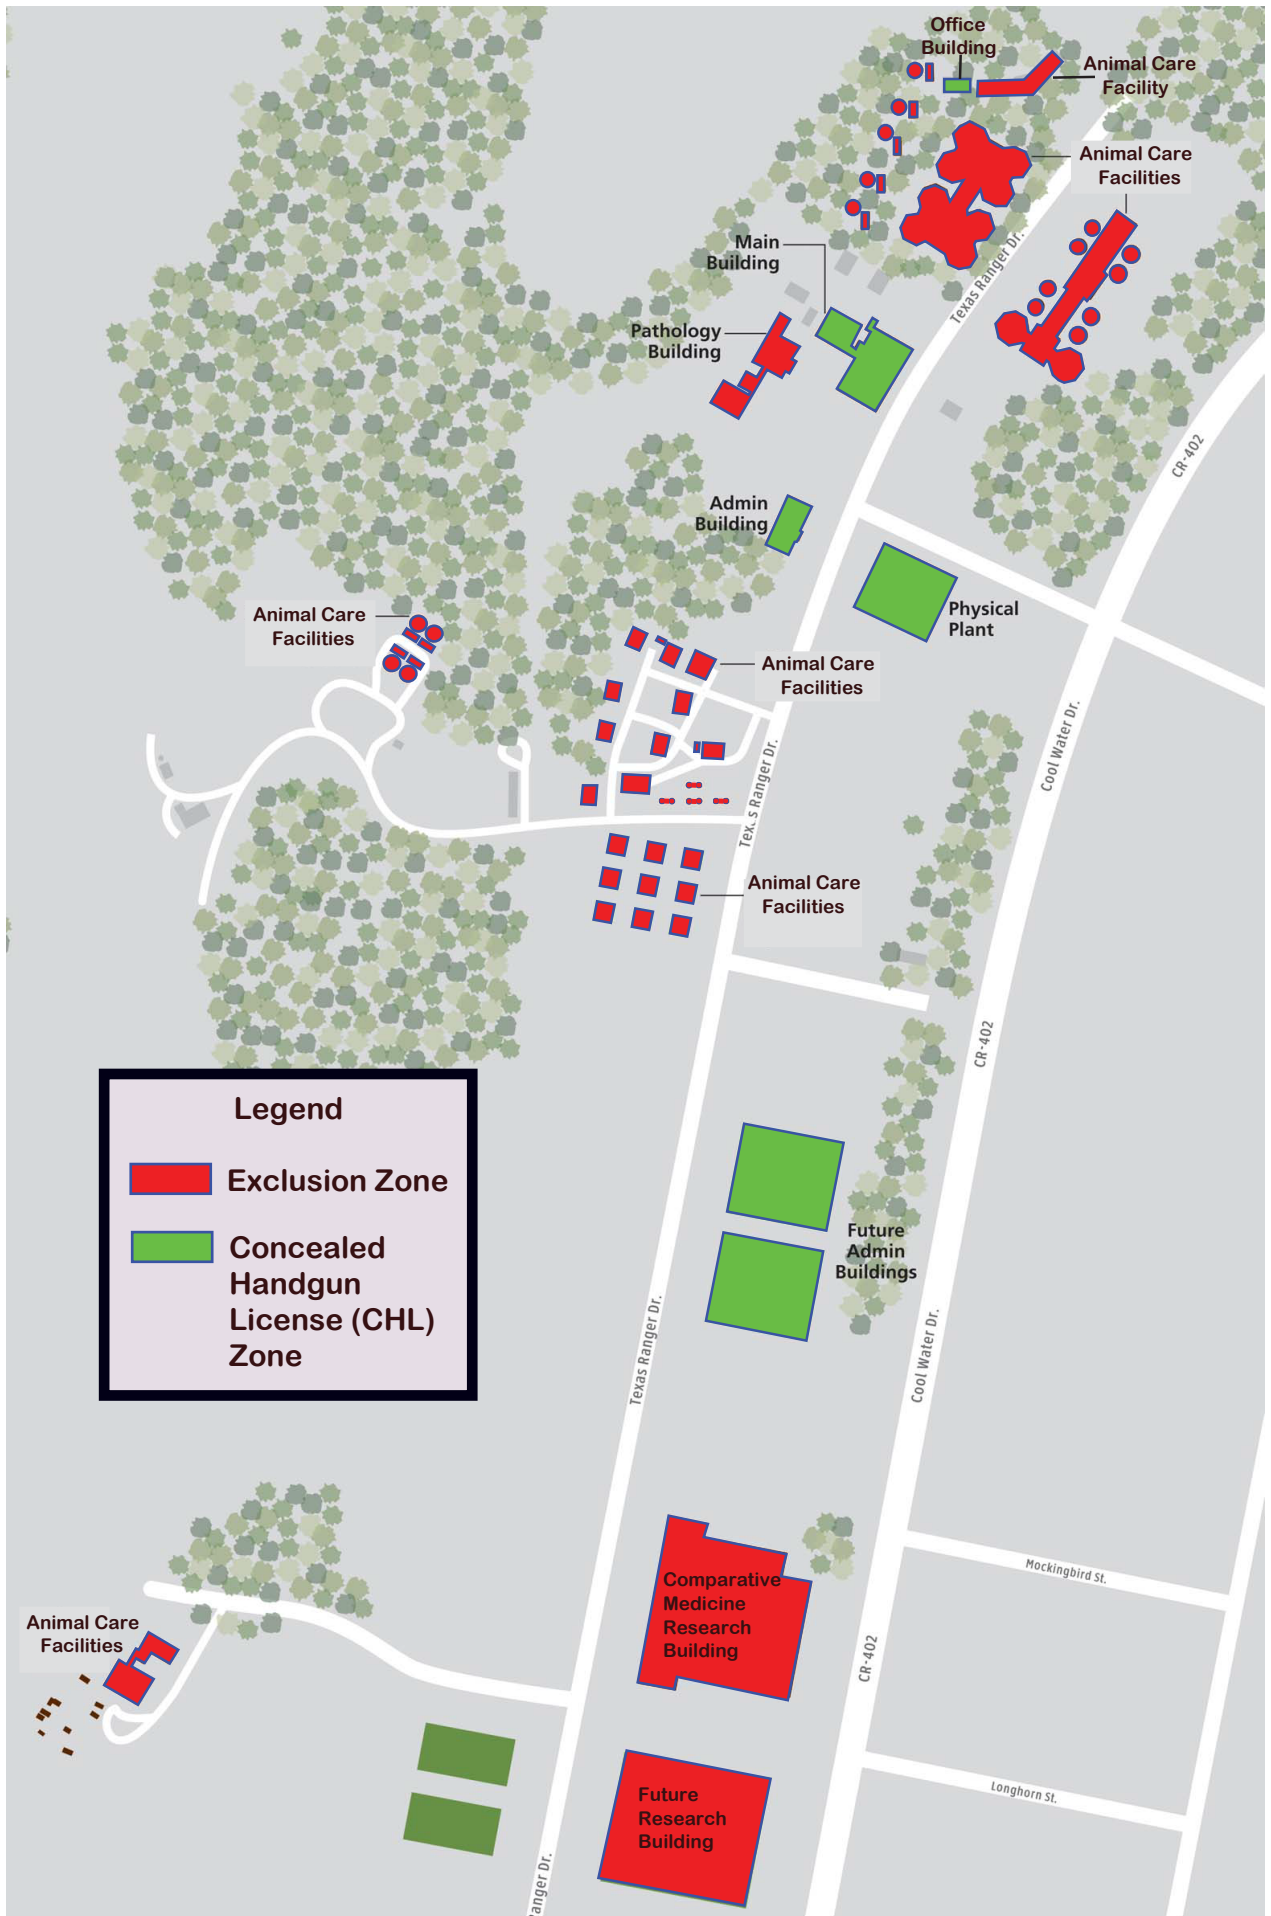 Office
Building
Animal Care
Facility
Animal Care
Facilities
Main
Building
Texas Ranger Dr.
Pathology
Building
CR-402
Admin
Building
Physical
Plant
Animal Care
Facilities
Animal Care
Facilities
Cool Water Dr.
Texas Ranger Dr.
Animal Care
Facilities
CR-402
Legend
Exclusion Zone
Concealed
Handgun
License (CHL)
Zone
Future
Admin
Buildings
Texas Ranger Dr.
Cool Water Dr.
Comparative
Medicine
Research
Building
Mockingbird St.
Animal Care
Facilities
CR-402
Longhorn St.
Future
Research
Building
anger Dr.